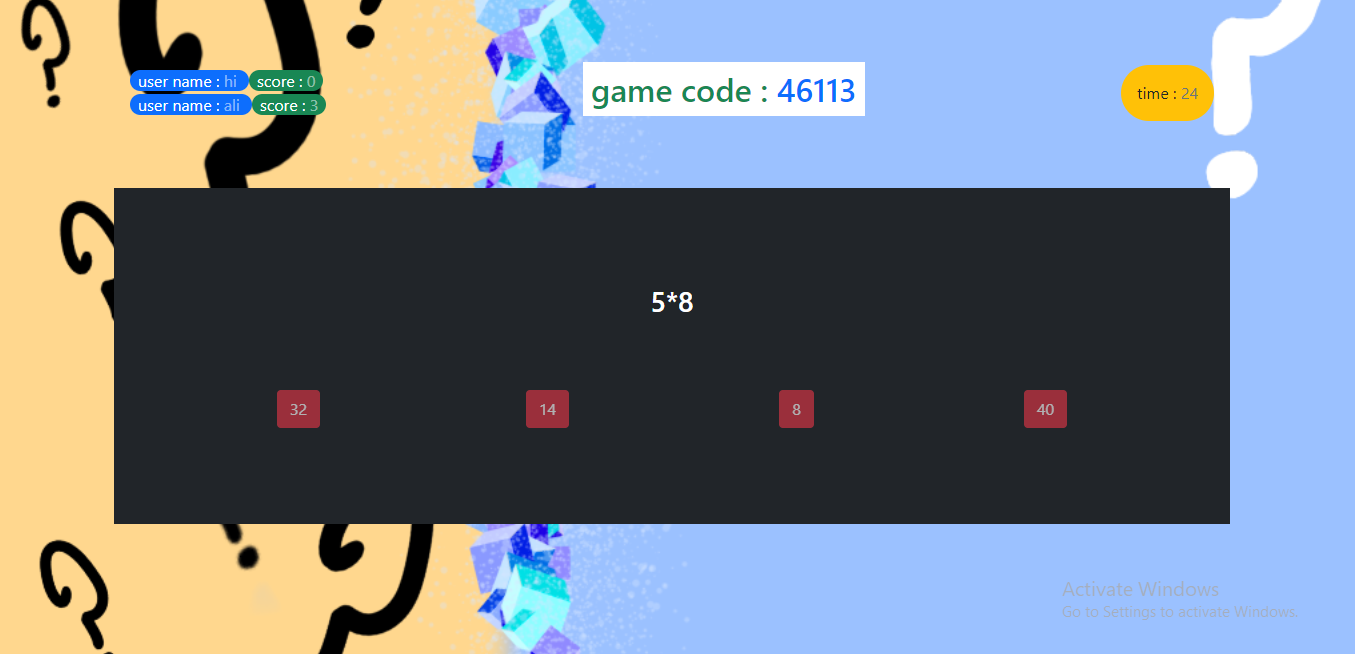 user name : hi score : 0
user name : ali score : 3
game code : 46113
time : 24
5*8
32 14 8 40
Activate Windows
Go to Settings to activate Windows.